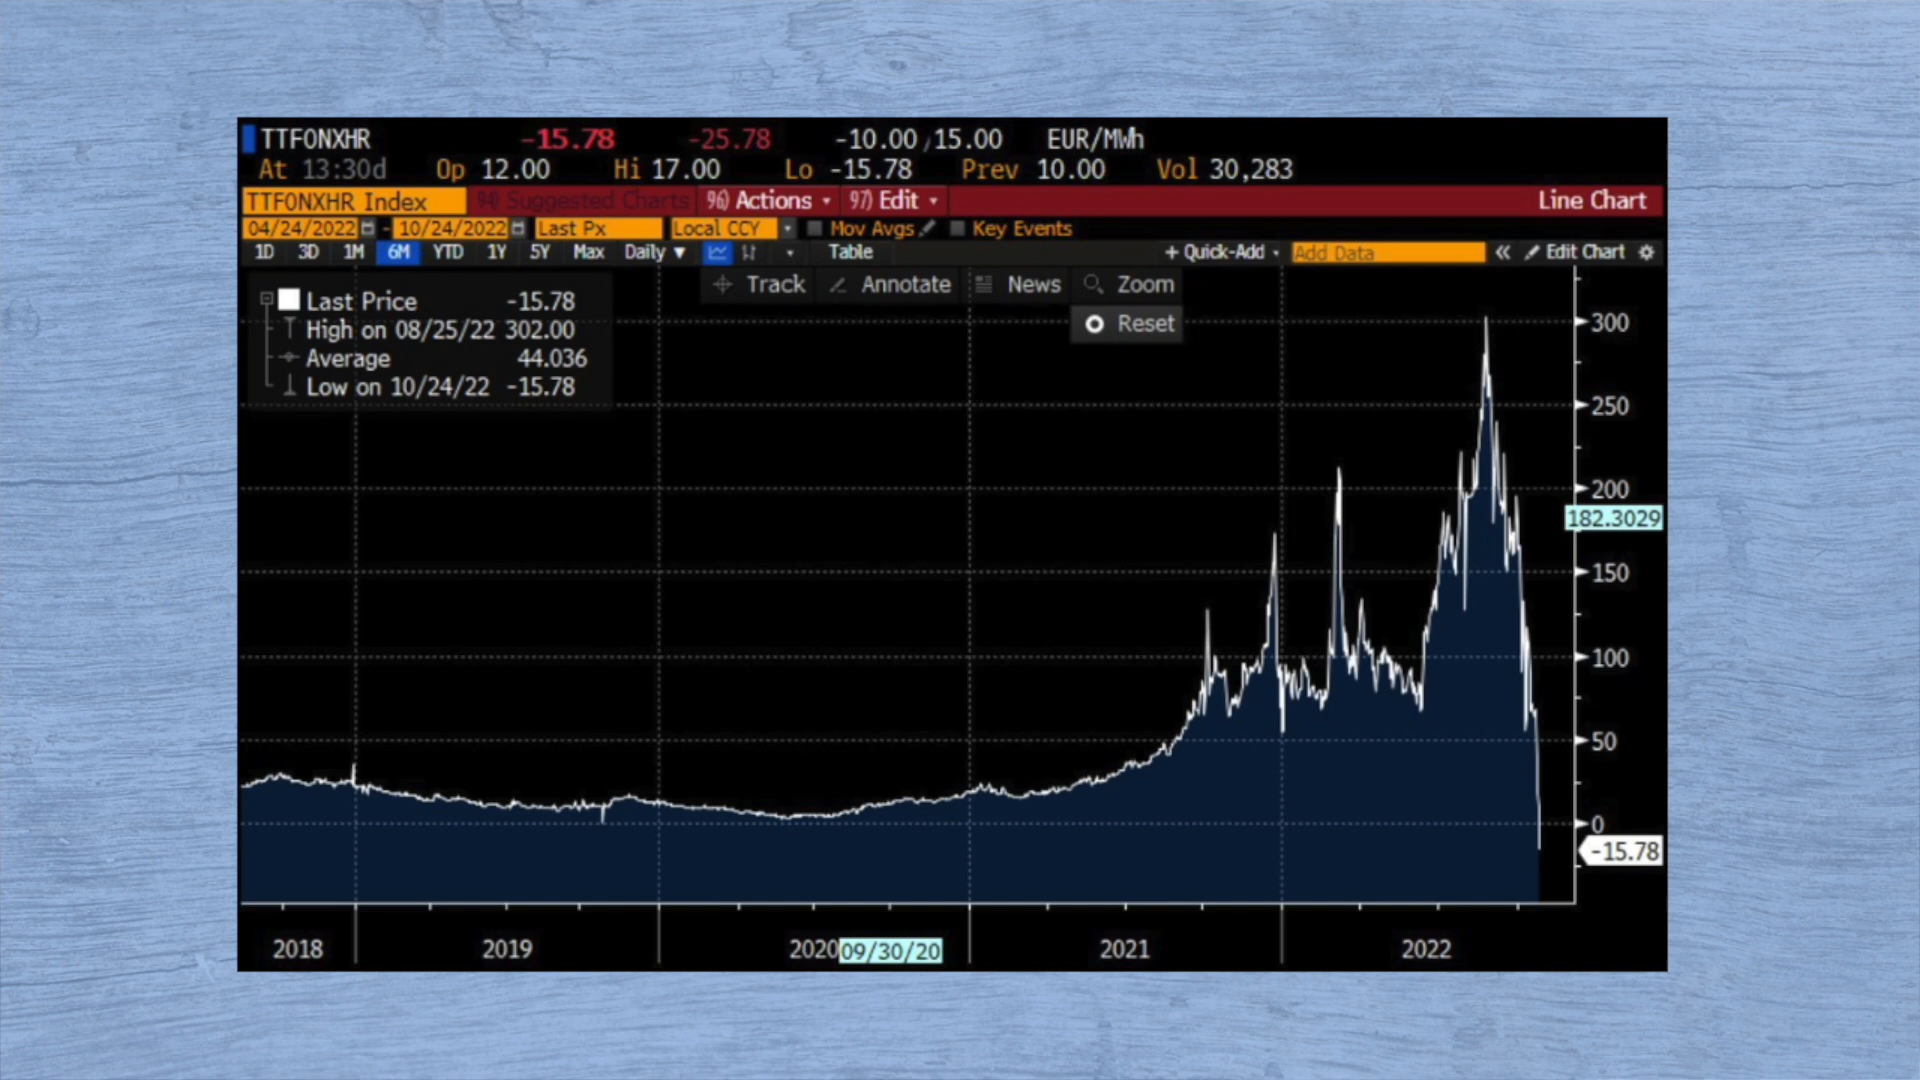 TTFONXHR -15.78 -25.78 -10.00/15.00 EUR/MWh
At 13:30d Op 12.00 Hi 17.00 Lo -15.78 Prev 10.00 Vol 30,283
TTFONXHR Index 94) Suggested Charts 96) Actions 97) Edit Line Chart
04/24/2022 - 10/24/2022 Last Px Local CCY Mov Avgs Key Events
1D 3D 1M 6M YTD 1Y 5Y Max Daily Table + Quick-Add Add Data « Edit Chart
Track Annotate News Zoom
Reset
Last Price -15.78
High on 08/25/22 302.00
Average 44.036
Low on 10/24/22 -15.78
300
250
200
182.3029
150
100
50
0
-15.78
2018 2019 2020 09/30/20 2021 2022